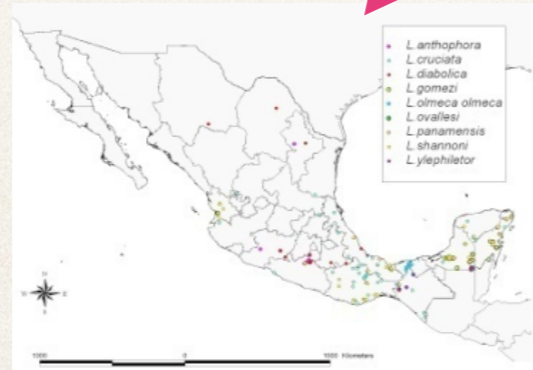 L.anthophora
L.cruciata
L.diabolica
L.gomezi
L.olmeca olmeca
L.ovallesi
L.panamensis
L.shannoni
L.ylephiletor
N
W E
S
1000 0 1000 Kilometers